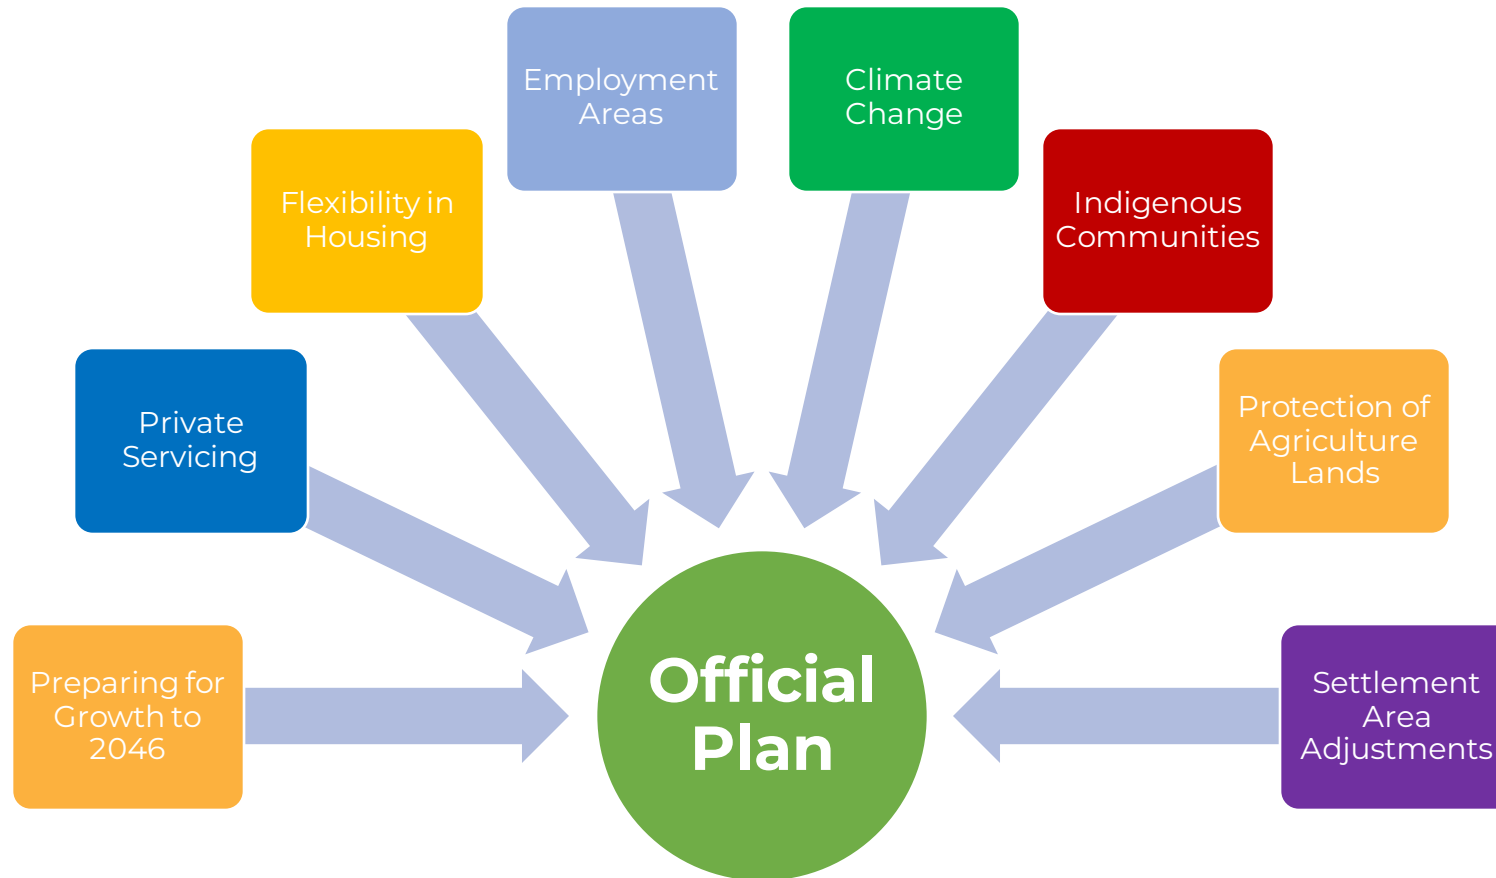 Employment
Areas
Climate
Change
Flexibility in
Housing
Indigenous
Communities
Private
Servicing
Protection of
Agriculture
Lands
Preparing for
Growth to
2046
Official
Plan
Settlement
Area
Adjustments